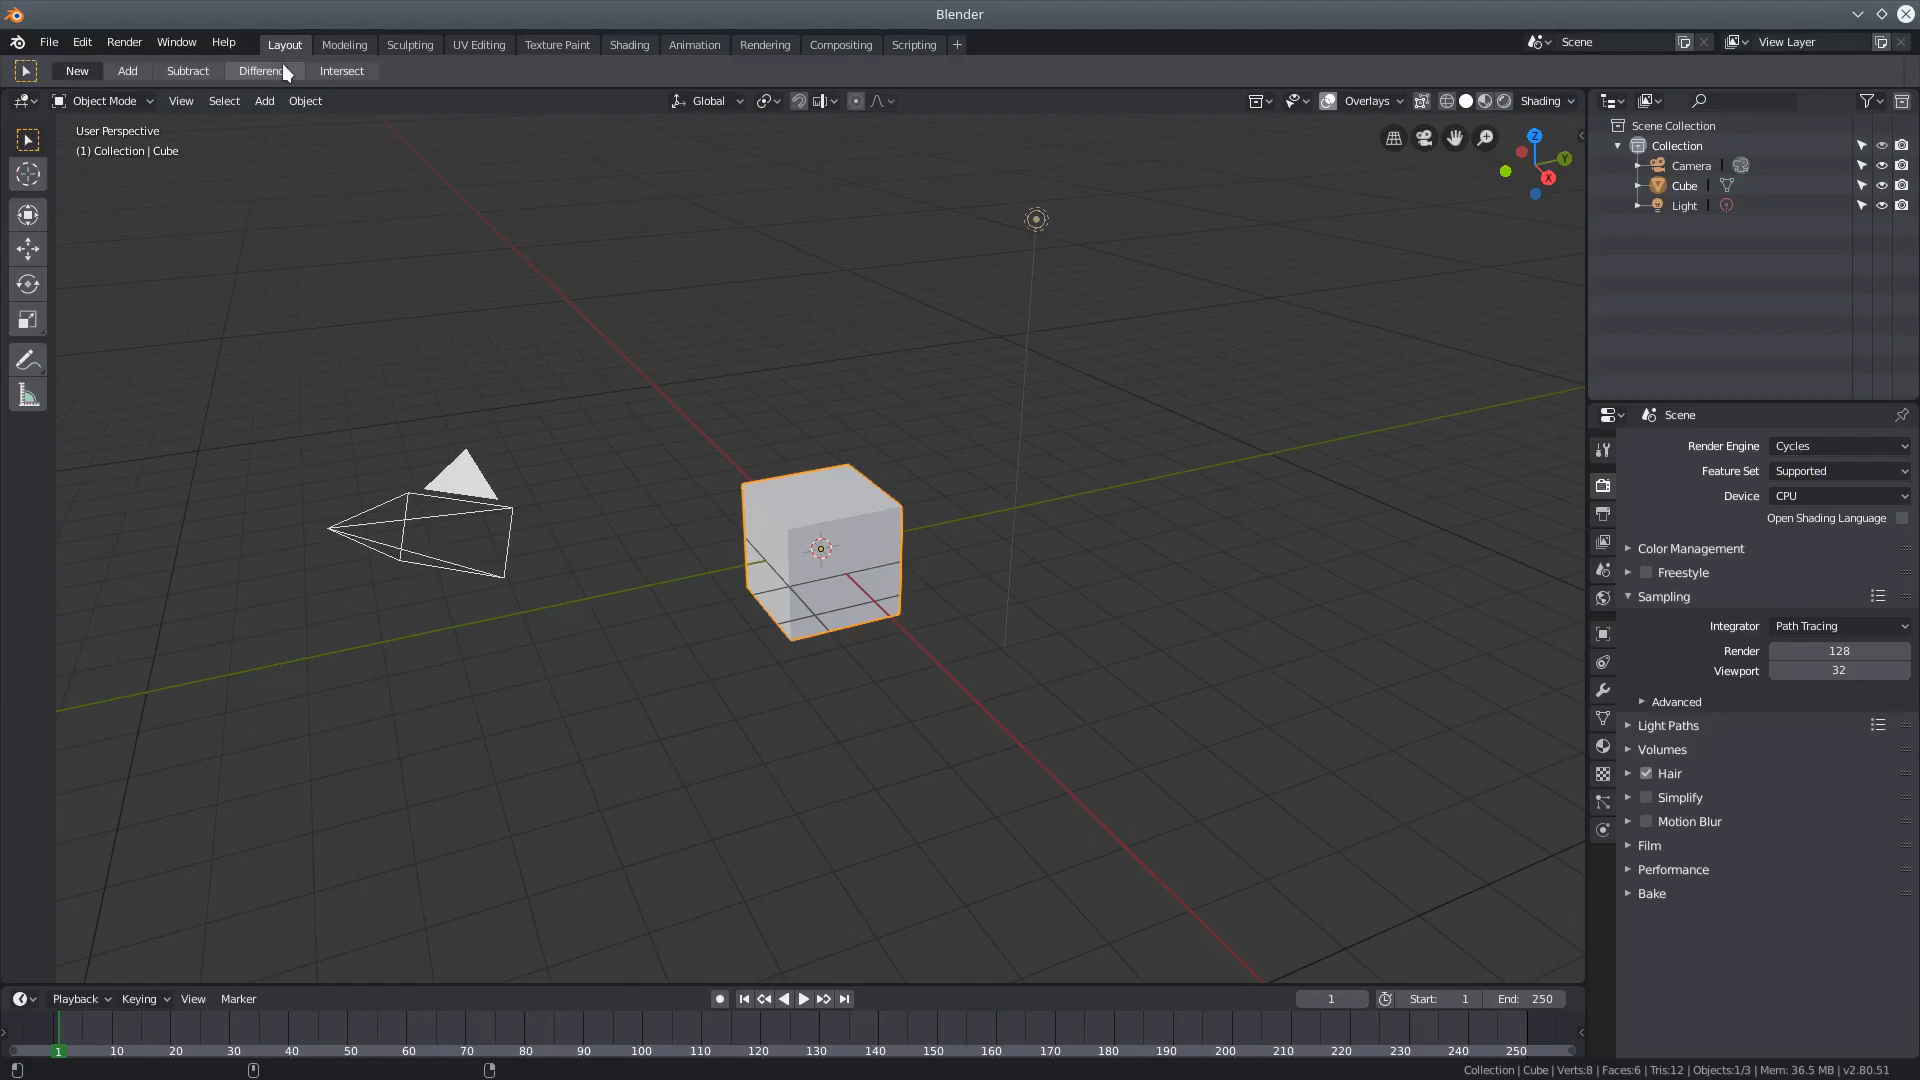 Blender
File Edit Render Window Help Layout Modeling Sculpting UV Editing Texture Paint Shading Animation Rendering Compositing Scripting + Scene View Layer
New Add Subtract Intersect
Object Mode View Select Add Object Global Overlays Shading
User Perspective
(1) Collection | Cube
Z
Y
X
Scene Collection
Collection
Camera
Cube
Light
Scene
Render Engine Cycles
Feature Set Supported
Device CPU
Open Shading Language
Color Management
Freestyle
Sampling
Integrator Path Tracing
Render 128
Viewport 32
Advanced
Light Paths
Volumes
Hair
Simplify
Motion Blur
Film
Performance
Bake
Playback Keying View Marker 1 Start: 1 End: 250
1 10 20 30 40 50 60 70 80 90 100 110 120 130 140 150 160 170 180 190 200 210 220 230 240 250
Collection | Cube | Verts:8 | Faces:6 | Tris:12 | Objects:1/3 | Mem: 36.5 MB | v2.80.51